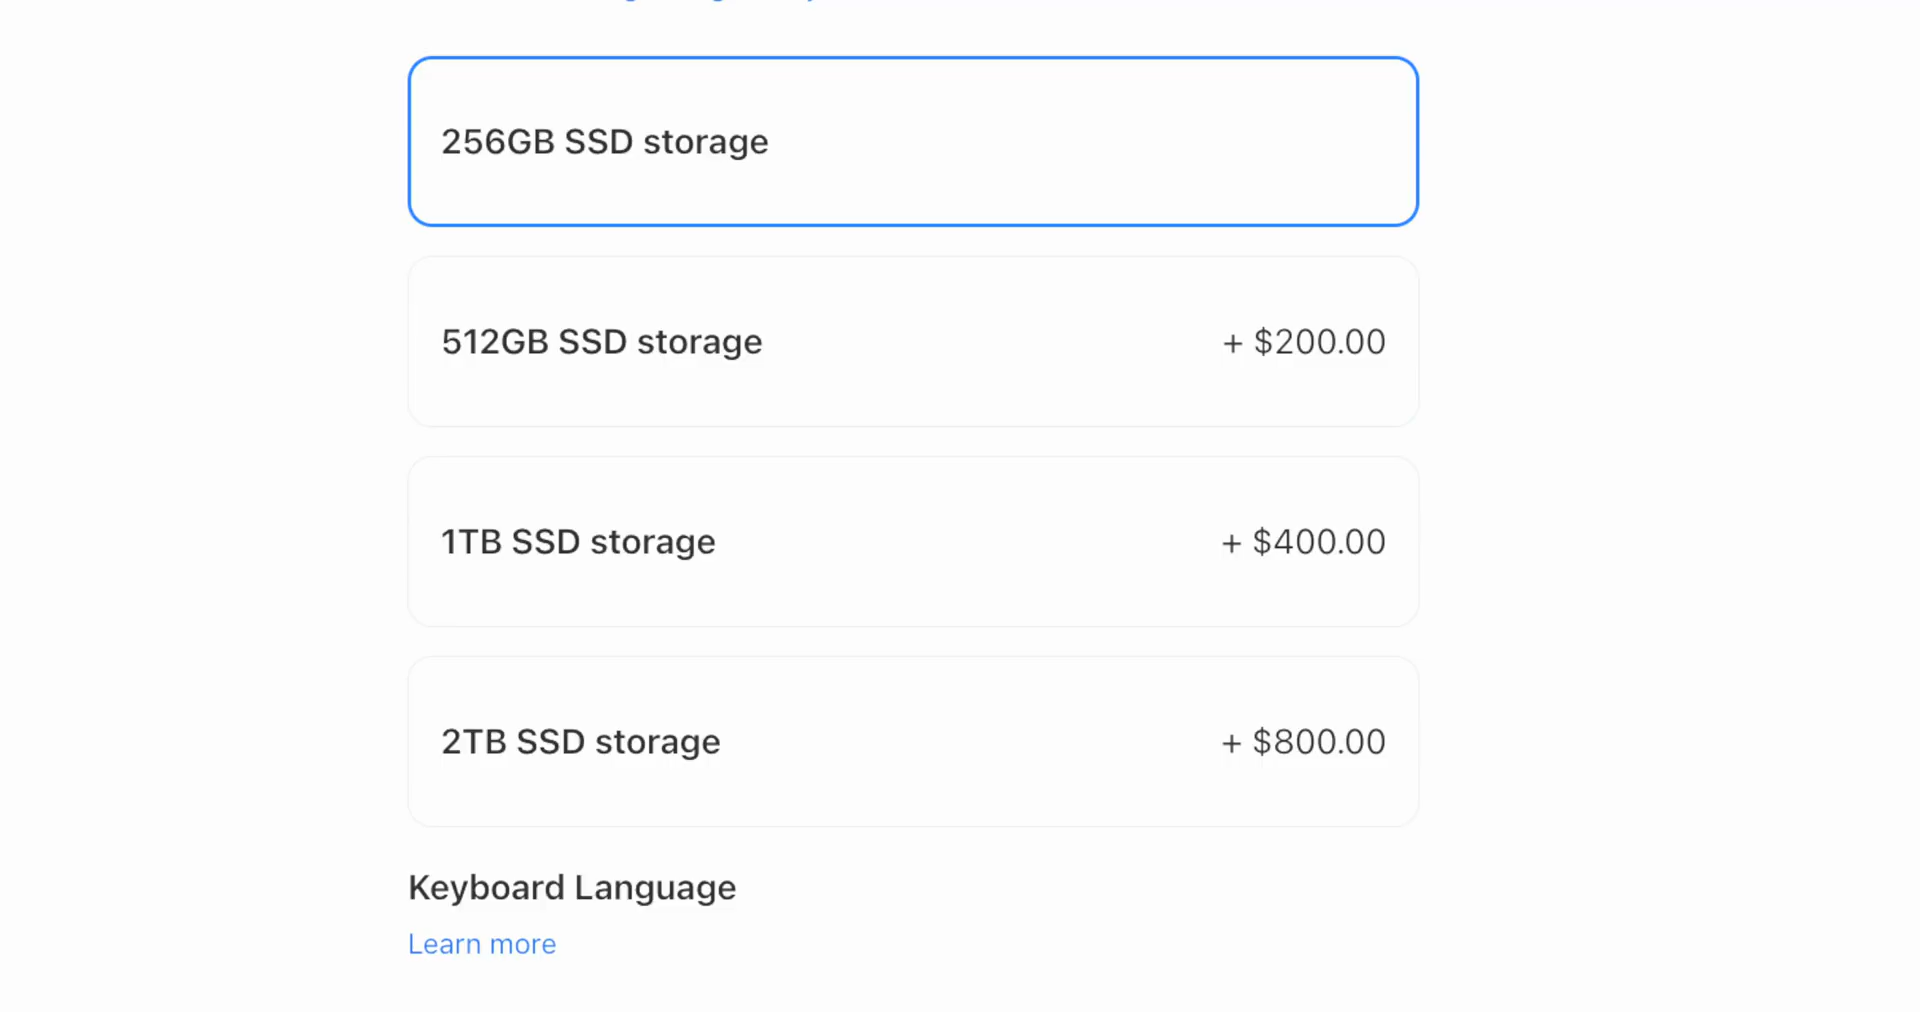 256GB SSD storage
512GB SSD storage + $200.00
1TB SSD storage + $400.00
2TB SSD storage + $800.00
Keyboard Language
Learn more